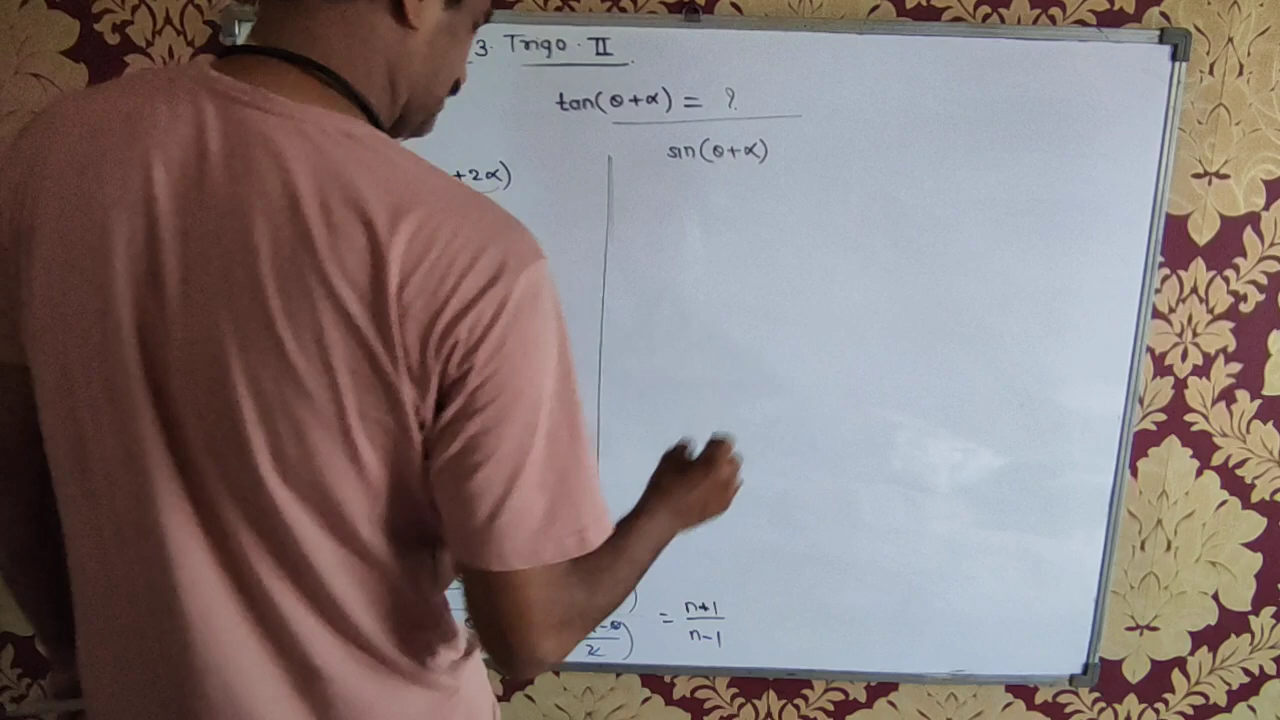 3. Trigo. II
tan(θ+α) = ?
+2α)
sin(θ+α)
= n+1
n-1